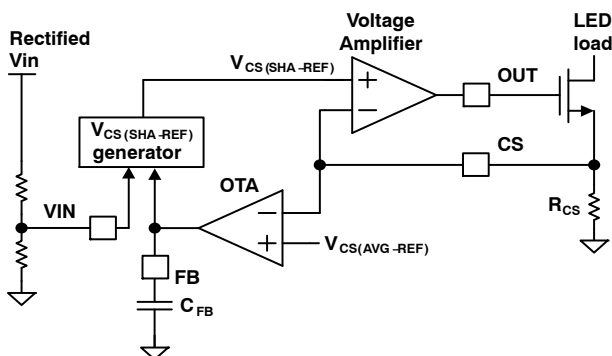 Rectified
Vin
Voltage
Amplifier
LED
load
VCS(SHA-REF)
OUT
VCS(SHA-REF)
generator
CS
OTA
VIN
RCS
VCS(AVG-REF)
FB
CFB
+
−
−
+